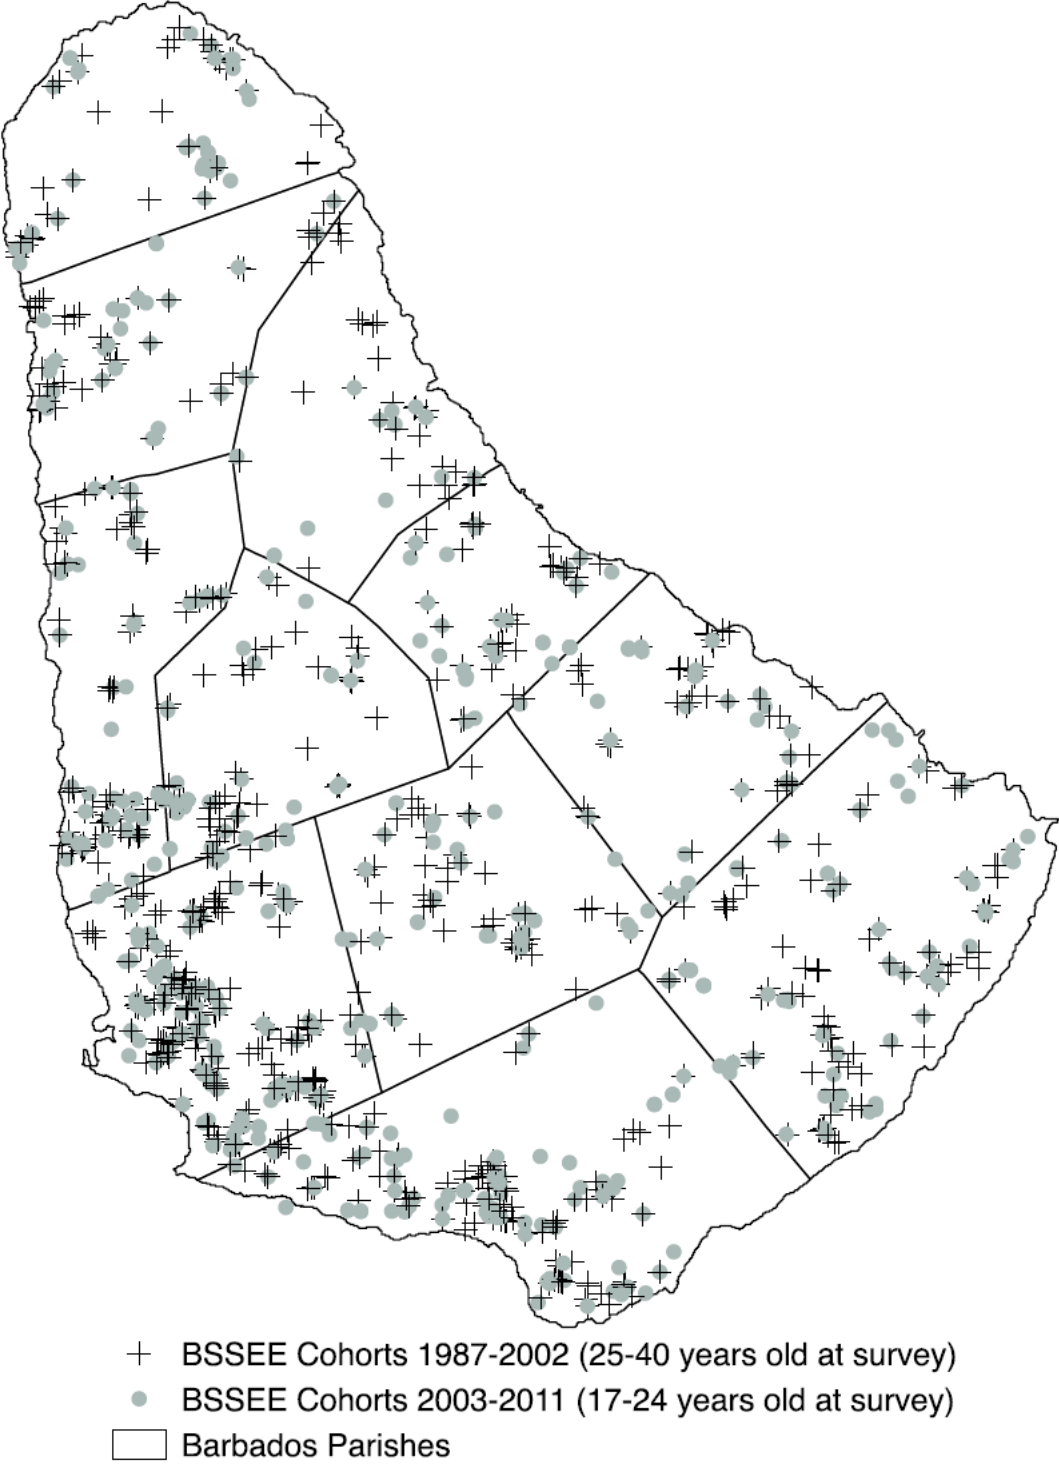 BSSEE Cohorts 1987-2002 (25-40 years old at survey)
BSSEE Cohorts 2003-2011 (17-24 years old at survey)
Barbados Parishes